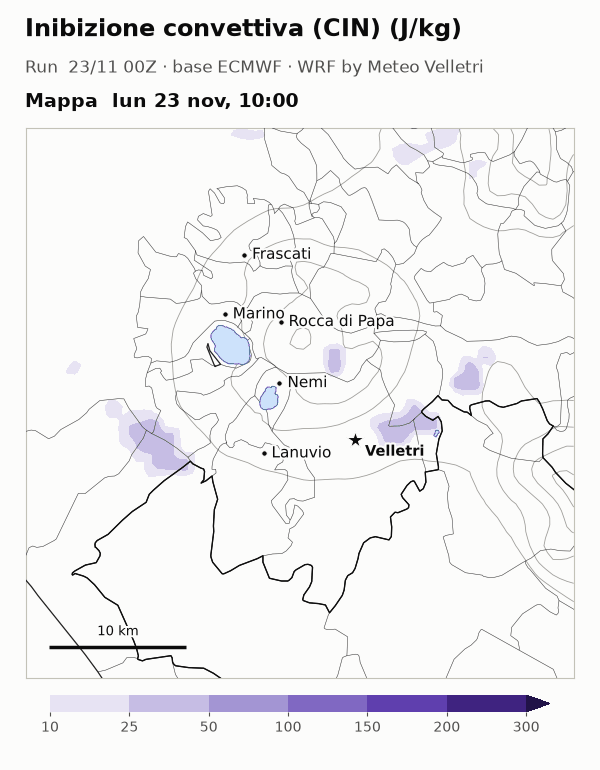 Inibizione convettiva (CIN) (J/kg)
Run  23/11 00Z · base ECMWF · WRF by Meteo Velletri
Mappa  lun 23 nov, 10:00
Frascati
Marino
Rocca di Papa
Nemi
Lanuvio
Velletri
10 km
10 25 50 100 150 200 300